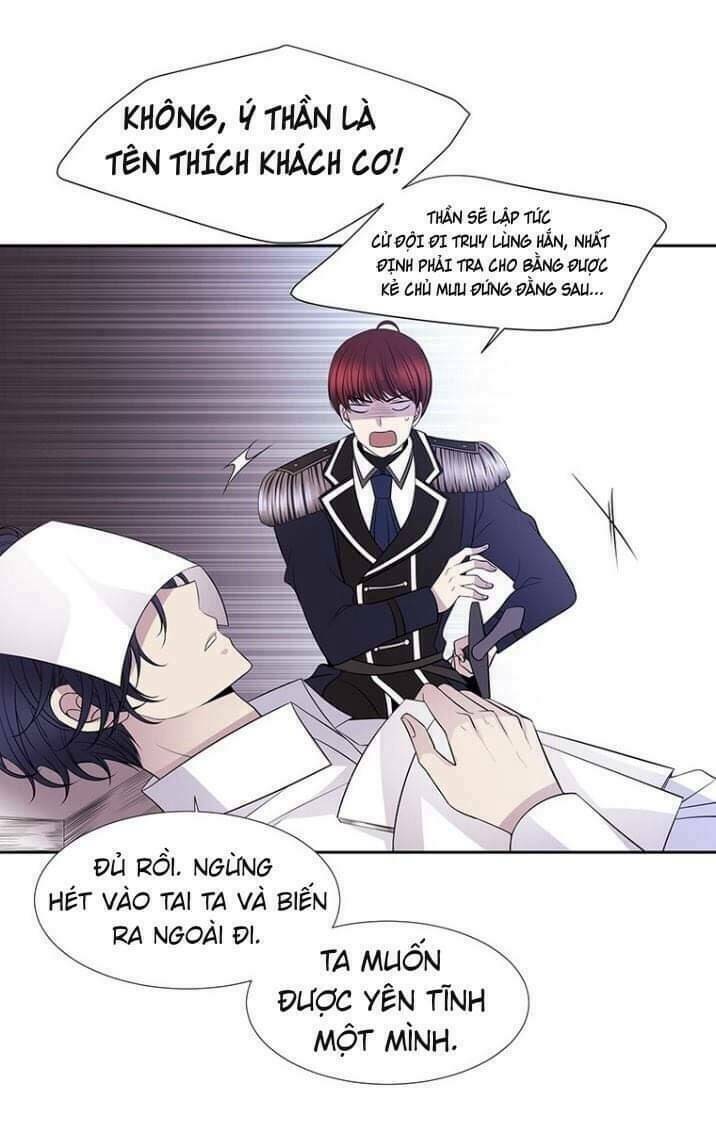 KHÔNG, Ý THẦN LÀ
TÊN THÍCH KHÁCH CƠ!
THẦN SẼ LẬP TỨC
CỬ ĐỘI ĐI TRUY LÙNG HẮN, NHẤT
ĐỊNH PHẢI TRA CHO BẰNG ĐƯỢC
KẺ CHỦ MƯU ĐỨNG ĐẰNG SAU...
ĐỦ RỒI. NGỪNG
HÉT VÀO TAI TA VÀ BIẾN
RA NGOÀI ĐI.
TA MUỐN
ĐƯỢC YÊN TĨNH
MỘT MÌNH.